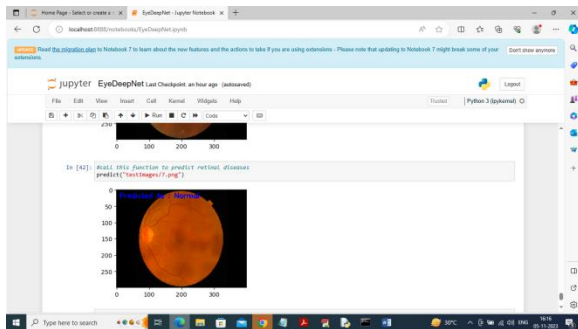 Home Page - Select or create a
EyeDeepNet - Jupyter Notebook
localhost:8888/notebooks/EyeDeepNet.ipynb
UPDATE Read the migration plan to Notebook 7 to learn about the new features and the actions to take if you are using extensions - Please note that updating to Notebook 7 might break some of your extensions.
Don't show anymore
jupyter EyeDeepNet Last Checkpoint: an hour ago (autosaved)
Logout
File Edit View Insert Cell Kernel Widgets Help
Trusted
Python 3 (ipykernel)
Run
Code
250
0 100 200 300
In [42]: #call this function to predict retinal diseases
predict("testImages/7.png")
0
Predicted As : Normal
50
100
150
200
250
0 100 200 300
Type here to search
30°C
ENG
16:16
05-11-2023